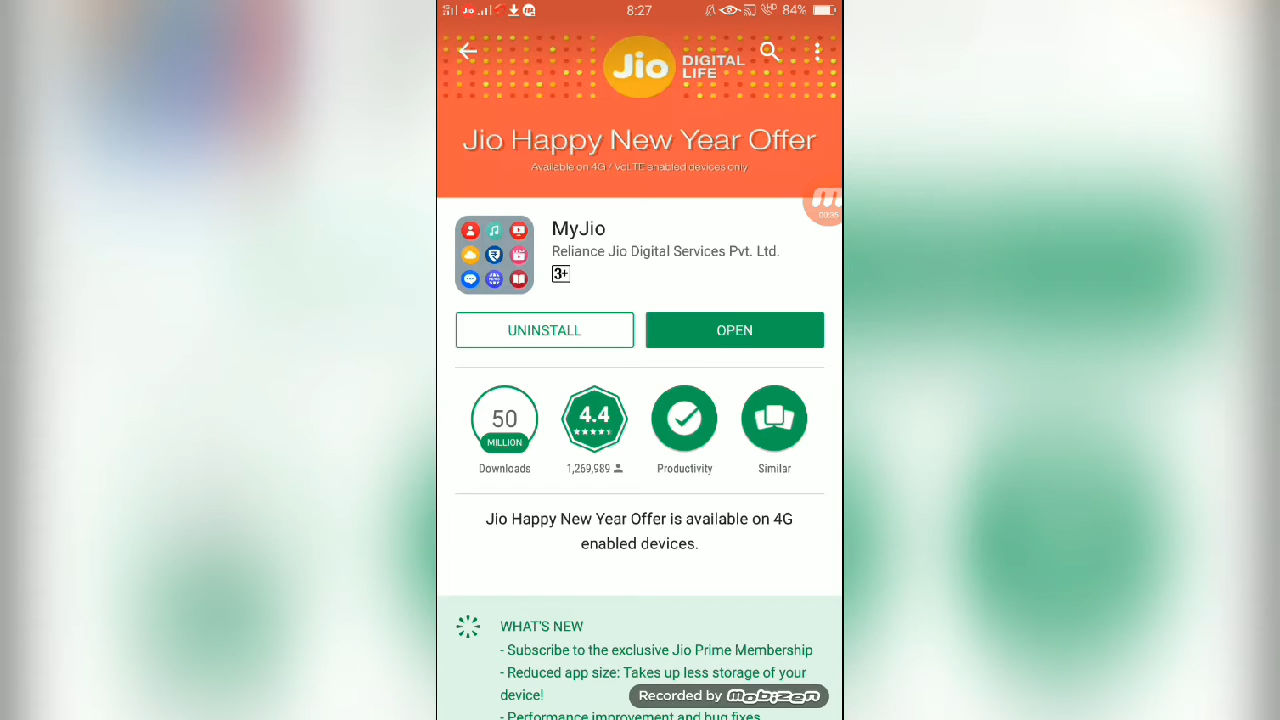 Jio
8:27
84%
Jio DIGITAL
LIFE
Jio Happy New Year Offer
Available on 4G / VoLTE enabled devices only
MyJio
Reliance Jio Digital Services Pvt. Ltd.
3+
UNINSTALL
OPEN
50
MILLION
4.4
Downloads
1,269,989
Productivity
Similar
Jio Happy New Year Offer is available on 4G
enabled devices.
WHAT'S NEW
- Subscribe to the exclusive Jio Prime Membership
- Reduced app size: Takes up less storage of your
device!
Recorded by mobizen
- Performance improvement and bug fixes